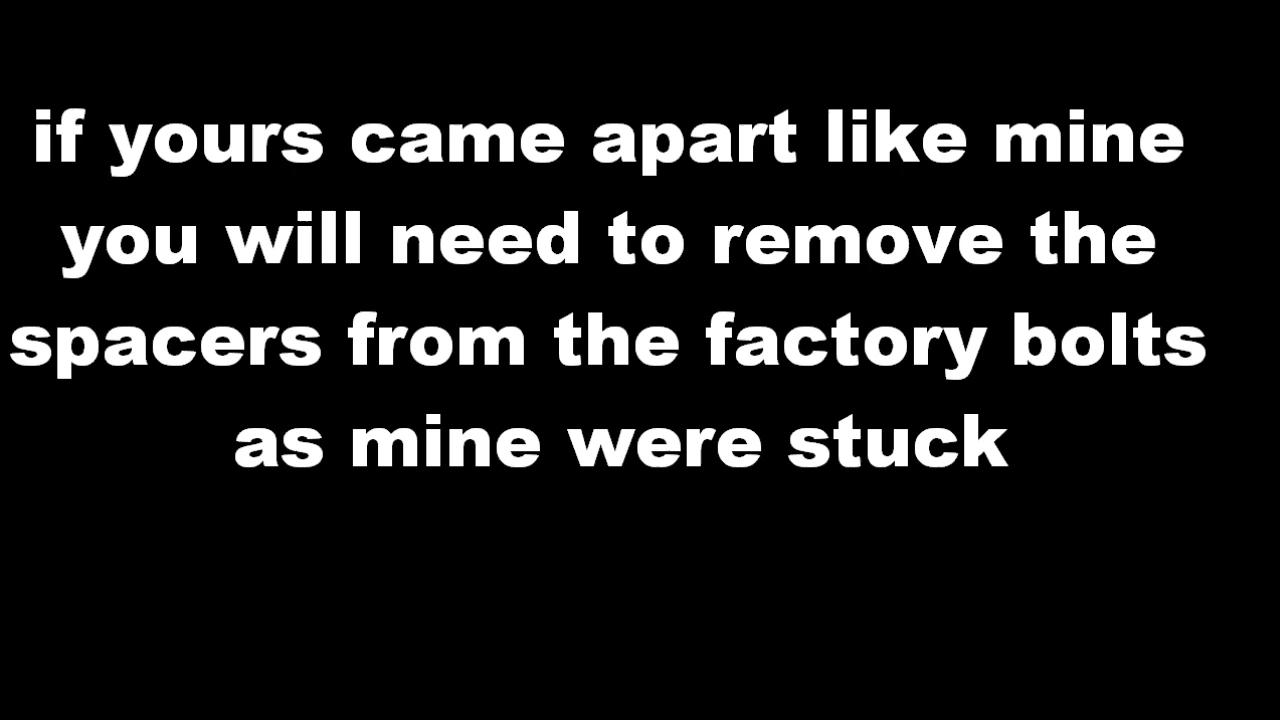 if yours came apart like mine
you will need to remove the
spacers from the factory bolts
as mine were stuck